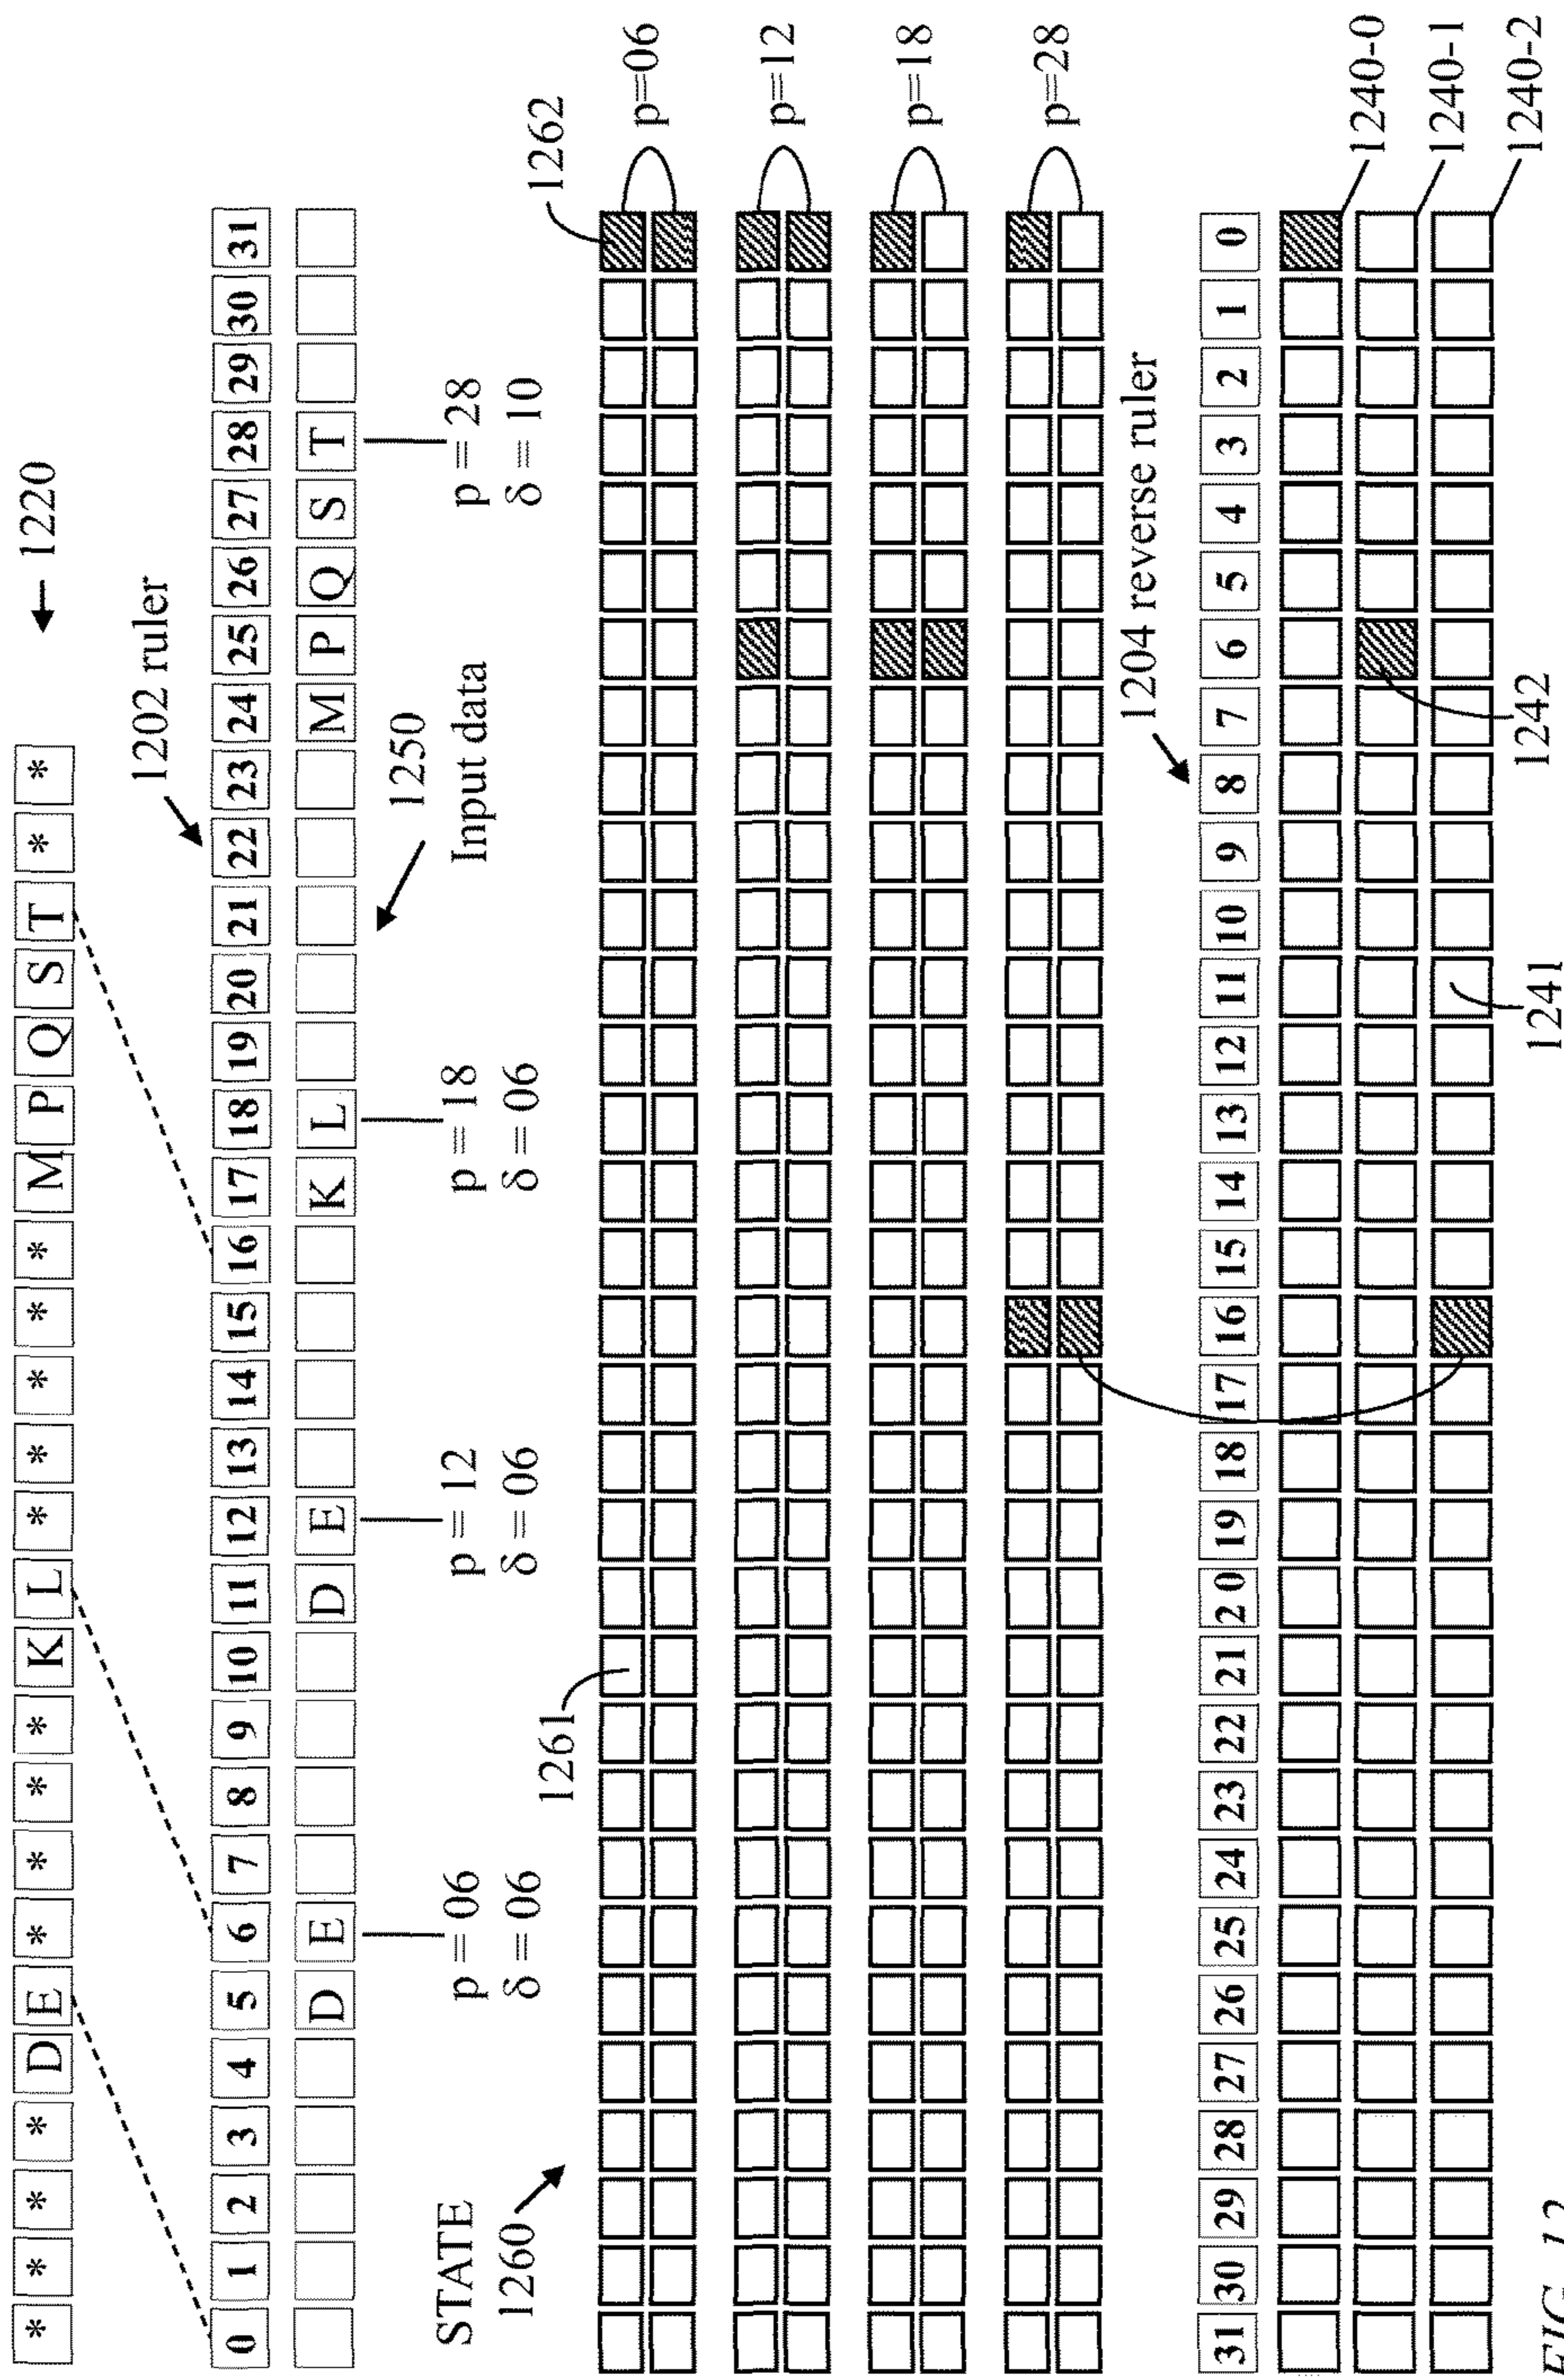 * * * * D E * * * * K L * * * * * M P Q S T * * ← 1220
1202 ruler
0 1 2 3 4 5 6 7 8 9 10 11 12 13 14 15 16 17 18 19 20 21 22 23 24 25 26 27 28 29 30 31
D E D E K L M P Q S T
1250
Input data
p = 06 p = 12 p = 18 p = 28
δ = 06 δ = 06 δ = 06 δ = 10
STATE
1260
1261
1262
p=06
p=12
p=18
p=28
1204 reverse ruler
31 30 29 28 27 26 25 24 23 22 21 20 19 18 17 16 15 14 13 12 11 10 9 8 7 6 5 4 3 2 1 0
1240-0
1240-1
1240-2
1241
1242
FIG. 12